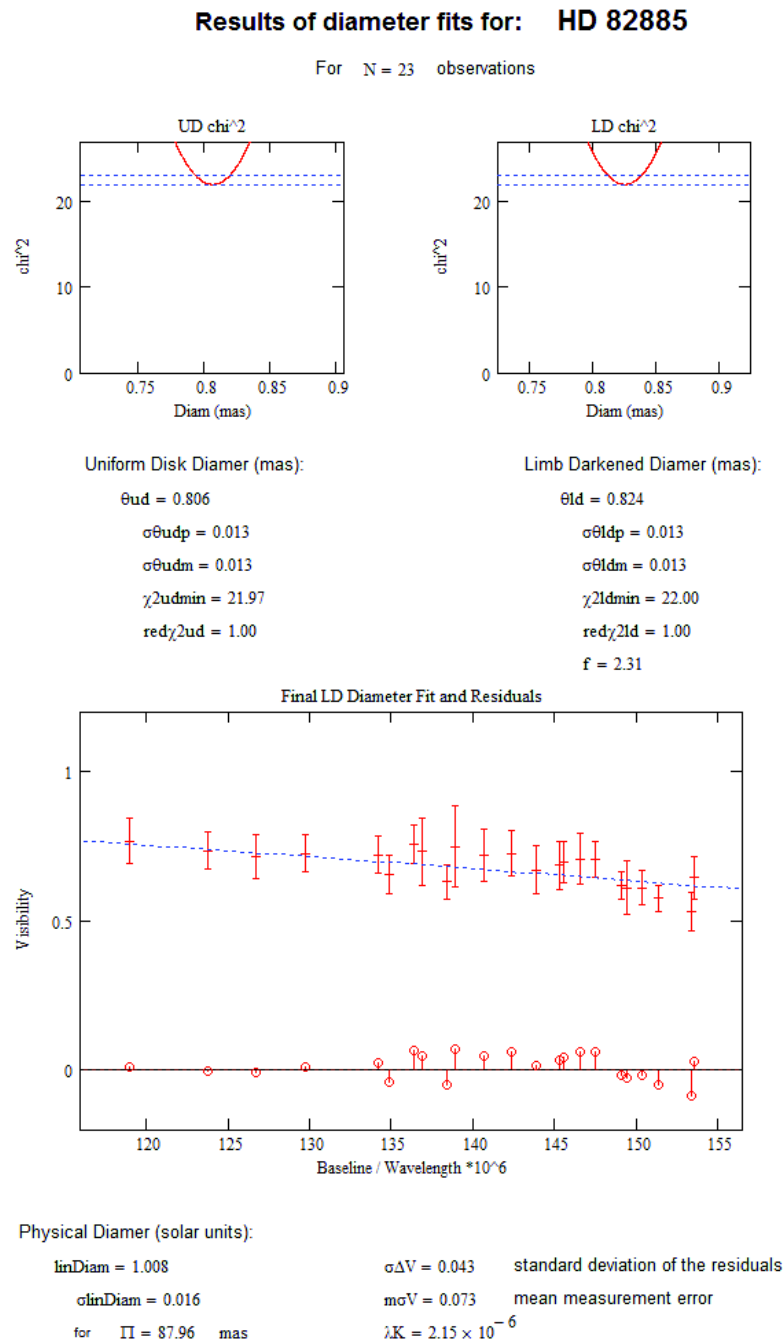 Results of diameter fits for: HD 82885
For N = 23 observations
UD chi^2
LD chi^2
chi^2
20
10
0
0.75 0.8 0.85 0.9
Diam (mas)
chi^2
20
10
0
0.75 0.8 0.85 0.9
Diam (mas)
Uniform Disk Diamer (mas):
θud = 0.806
σθudp = 0.013
σθudm = 0.013
χ2udmin = 21.97
redχ2ud = 1.00
Limb Darkened Diamer (mas):
θld = 0.824
σθldp = 0.013
σθldm = 0.013
χ2ldmin = 22.00
redχ2ld = 1.00
f = 2.31
Final LD Diameter Fit and Residuals
Visibility
1
0.5
0
120 125 130 135 140 145 150 155
Baseline / Wavelength *10^6
Physical Diamer (solar units):
linDiam = 1.008
σlinDiam = 0.016
for Π = 87.96 mas
σΔV = 0.043 standard deviation of the residuals
mσV = 0.073 mean measurement error
λK = 2.15 × 10⁻⁶